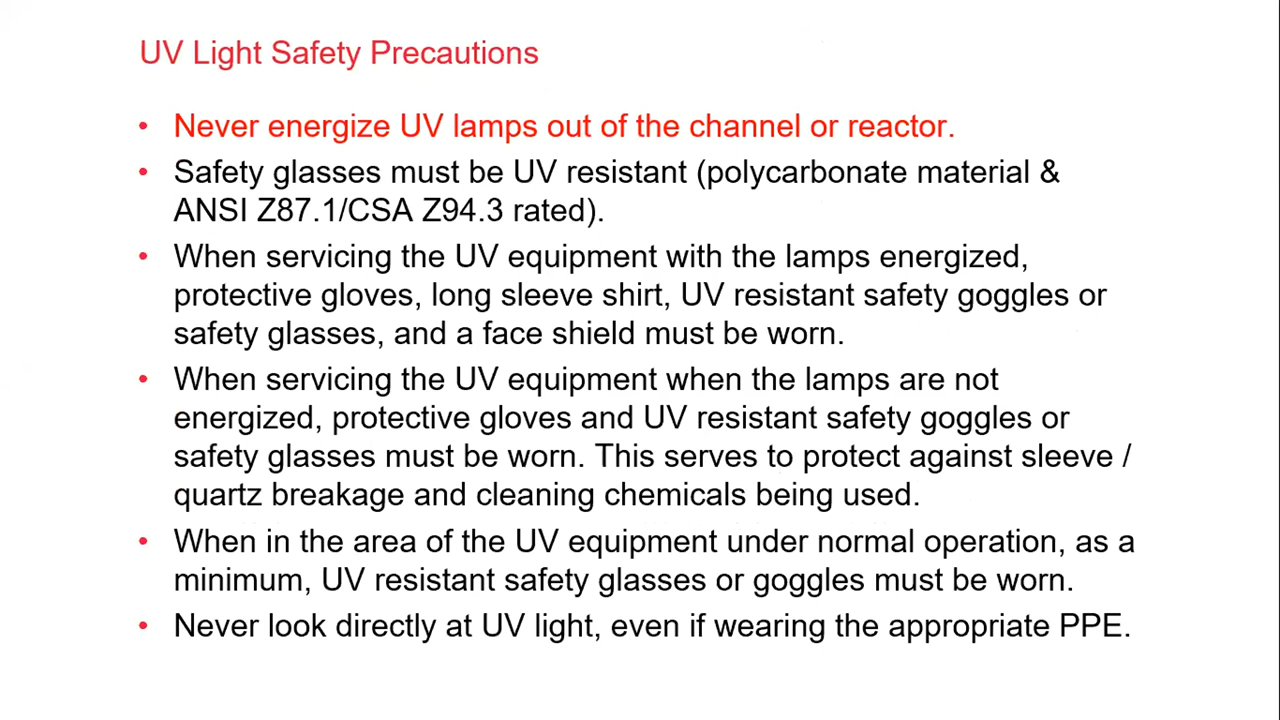 UV Light Safety Precautions
• Never energize UV lamps out of the channel or reactor.
• Safety glasses must be UV resistant (polycarbonate material &
ANSI Z87.1/CSA Z94.3 rated).
• When servicing the UV equipment with the lamps energized,
protective gloves, long sleeve shirt, UV resistant safety goggles or
safety glasses, and a face shield must be worn.
• When servicing the UV equipment when the lamps are not
energized, protective gloves and UV resistant safety goggles or
safety glasses must be worn. This serves to protect against sleeve /
quartz breakage and cleaning chemicals being used.
• When in the area of the UV equipment under normal operation, as a
minimum, UV resistant safety glasses or goggles must be worn.
• Never look directly at UV light, even if wearing the appropriate PPE.